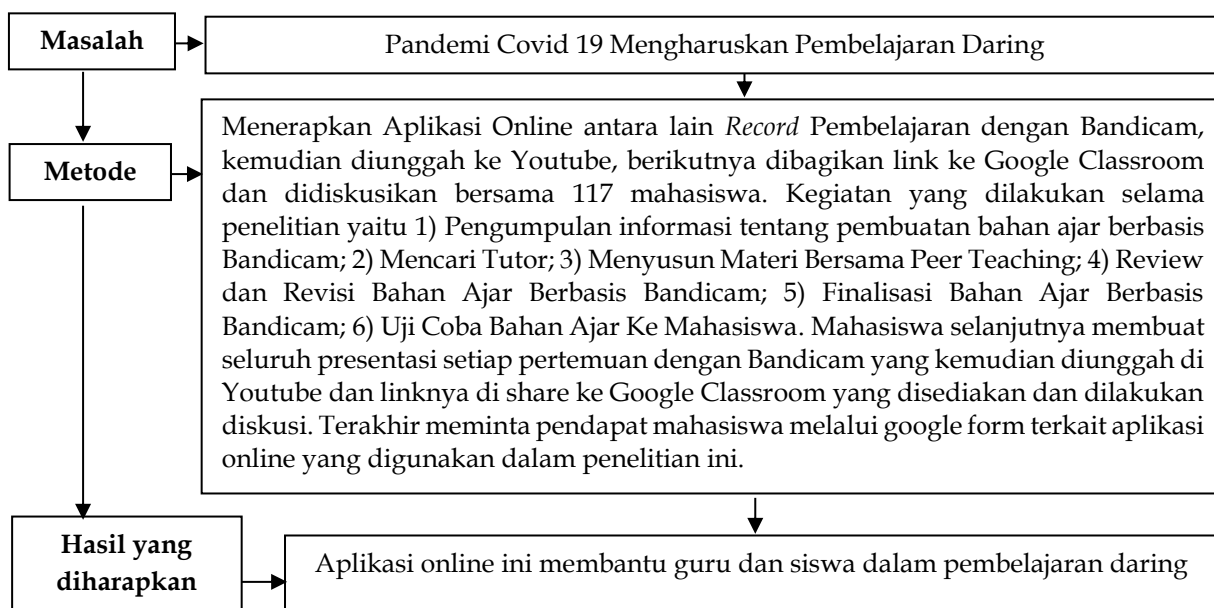 Masalah
Pandemi Covid 19 Mengharuskan Pembelajaran Daring
Metode
Menerapkan Aplikasi Online antara lain Record Pembelajaran dengan Bandicam,
kemudian diunggah ke Youtube, berikutnya dibagikan link ke Google Classroom
dan didiskusikan bersama 117 mahasiswa. Kegiatan yang dilakukan selama
penelitian yaitu 1) Pengumpulan informasi tentang pembuatan bahan ajar berbasis
Bandicam; 2) Mencari Tutor; 3) Menyusun Materi Bersama Peer Teaching; 4) Review
dan Revisi Bahan Ajar Berbasis Bandicam; 5) Finalisasi Bahan Ajar Berbasis
Bandicam; 6) Uji Coba Bahan Ajar Ke Mahasiswa. Mahasiswa selanjutnya membuat
seluruh presentasi setiap pertemuan dengan Bandicam yang kemudian diunggah di
Youtube dan linknya di share ke Google Classroom yang disediakan dan dilakukan
diskusi. Terakhir meminta pendapat mahasiswa melalui google form terkait aplikasi
online yang digunakan dalam penelitian ini.
Hasil yang
diharapkan
Aplikasi online ini membantu guru dan siswa dalam pembelajaran daring